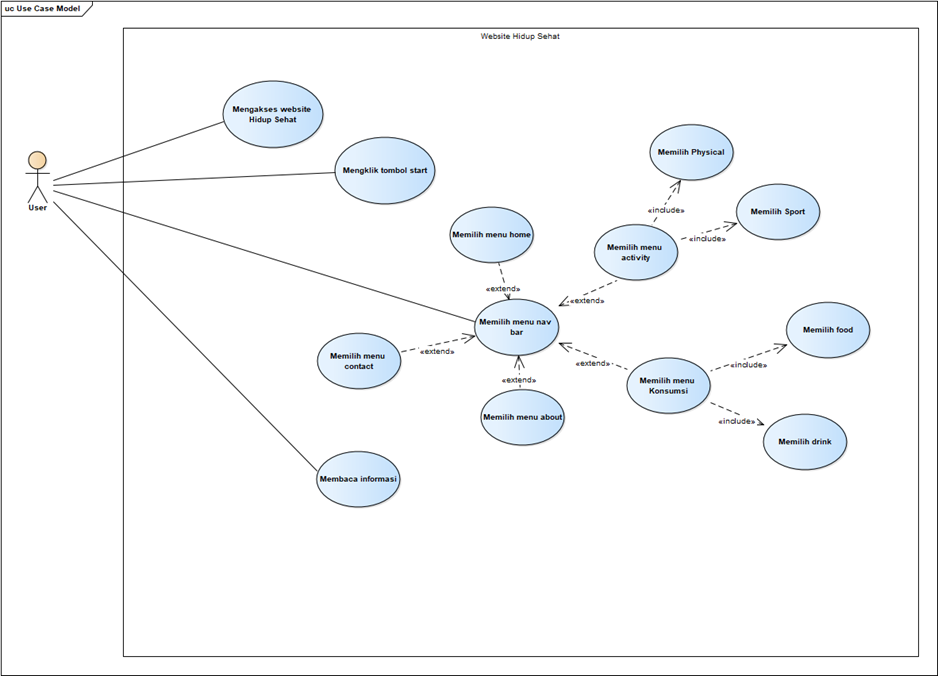 uc Use Case Model
Website Hidup Sehat
Mengakses website
Hidup Sehat
Mengklik tombol start
User
Memilih Physical
«include»
Memilih Sport
«include»
Memilih menu home
Memilih menu
activity
«extend»
«extend»
Memilih menu nav
bar
Memilih food
Memilih menu
contact
«extend»
«extend»
«include»
Memilih menu
Konsumsi
«extend»
Memilih menu about
«include»
Memilih drink
Membaca informasi